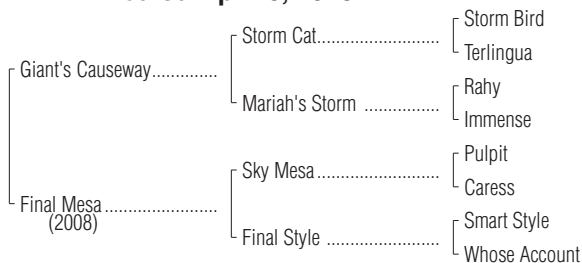 Storm Bird
Storm Cat..............................
Terlingua
Giant's Causeway..............
Rahy
Mariah's Storm ..................
Immense
Pulpit
Sky Mesa..............................
Caress
Final Mesa........................
(2008)
Smart Style
Final Style ...........................
Whose Account